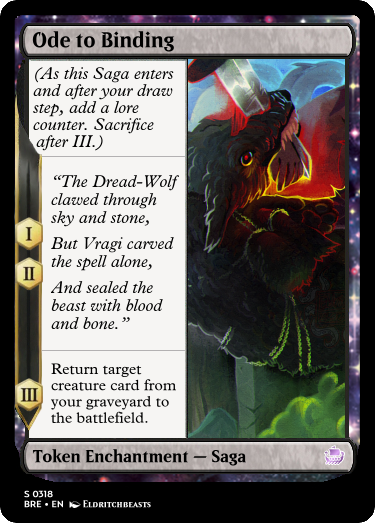 Ode to Binding
(As this Saga enters
and after your draw
step, add a lore
counter. Sacrifice
after III.)
I
II
“The Dread-Wolf
clawed through
sky and stone,
But Vragi carved
the spell alone,
And sealed the
beast with blood
and bone.”
III
Return target
creature card from
your graveyard to
the battlefield.
Token Enchantment — Saga
S 0318
BRE • EN Eldritchbeasts